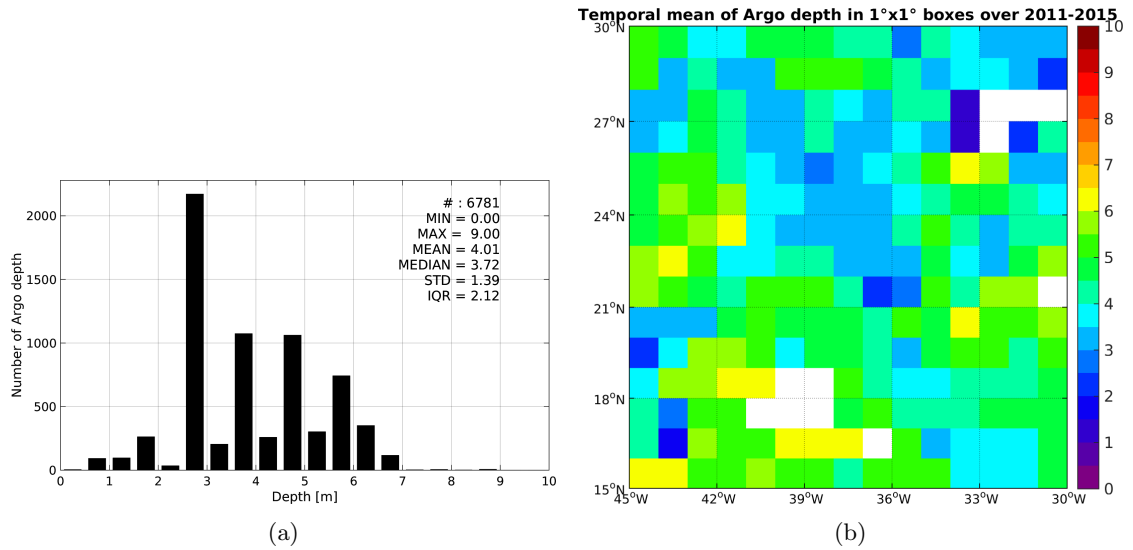 Temporal mean of Argo depth in 1°x1° boxes over 2011-2015
# : 6781
MIN = 0.00
MAX = 9.00
MEAN = 4.01
MEDIAN = 3.72
STD = 1.39
IQR = 2.12
Number of Argo depth
2000
1500
1000
500
0
0 1 2 3 4 5 6 7 8 9 10
Depth [m]
(a)
30°N
27°N
24°N
21°N
18°N
15°N
45°W 42°W 39°W 36°W 33°W 30°W
10
9
8
7
6
5
4
3
2
1
0
(b)